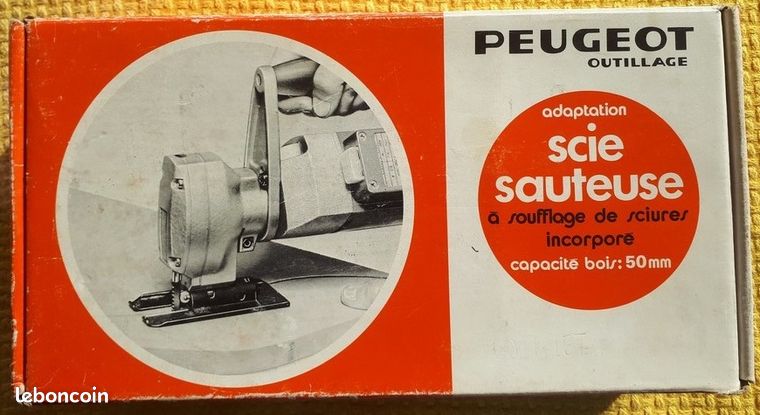 PEUGEOT
OUTILLAGE
adaptation
scie
sauteuse
à soufflage de sciures
incorporé
capacité bois: 50mm
leboncoin